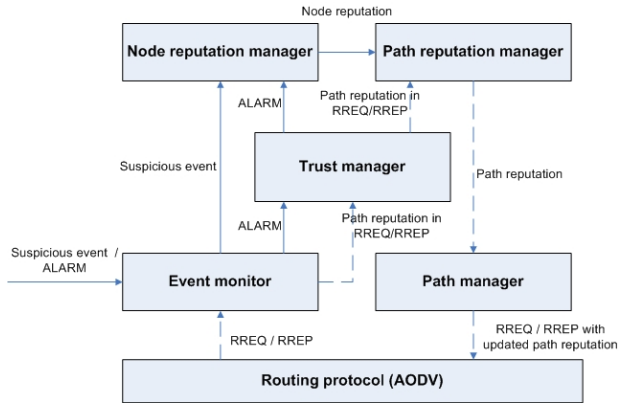 Node reputation
Node reputation manager
Path reputation manager
ALARM
Path reputation in
RREQ/RREP
Suspicious event
Trust manager
Path reputation
ALARM
Path reputation in
RREQ/RREP
Suspicious event /
ALARM
Event monitor
Path manager
RREQ / RREP
RREQ / RREP with
updated path reputation
Routing protocol (AODV)